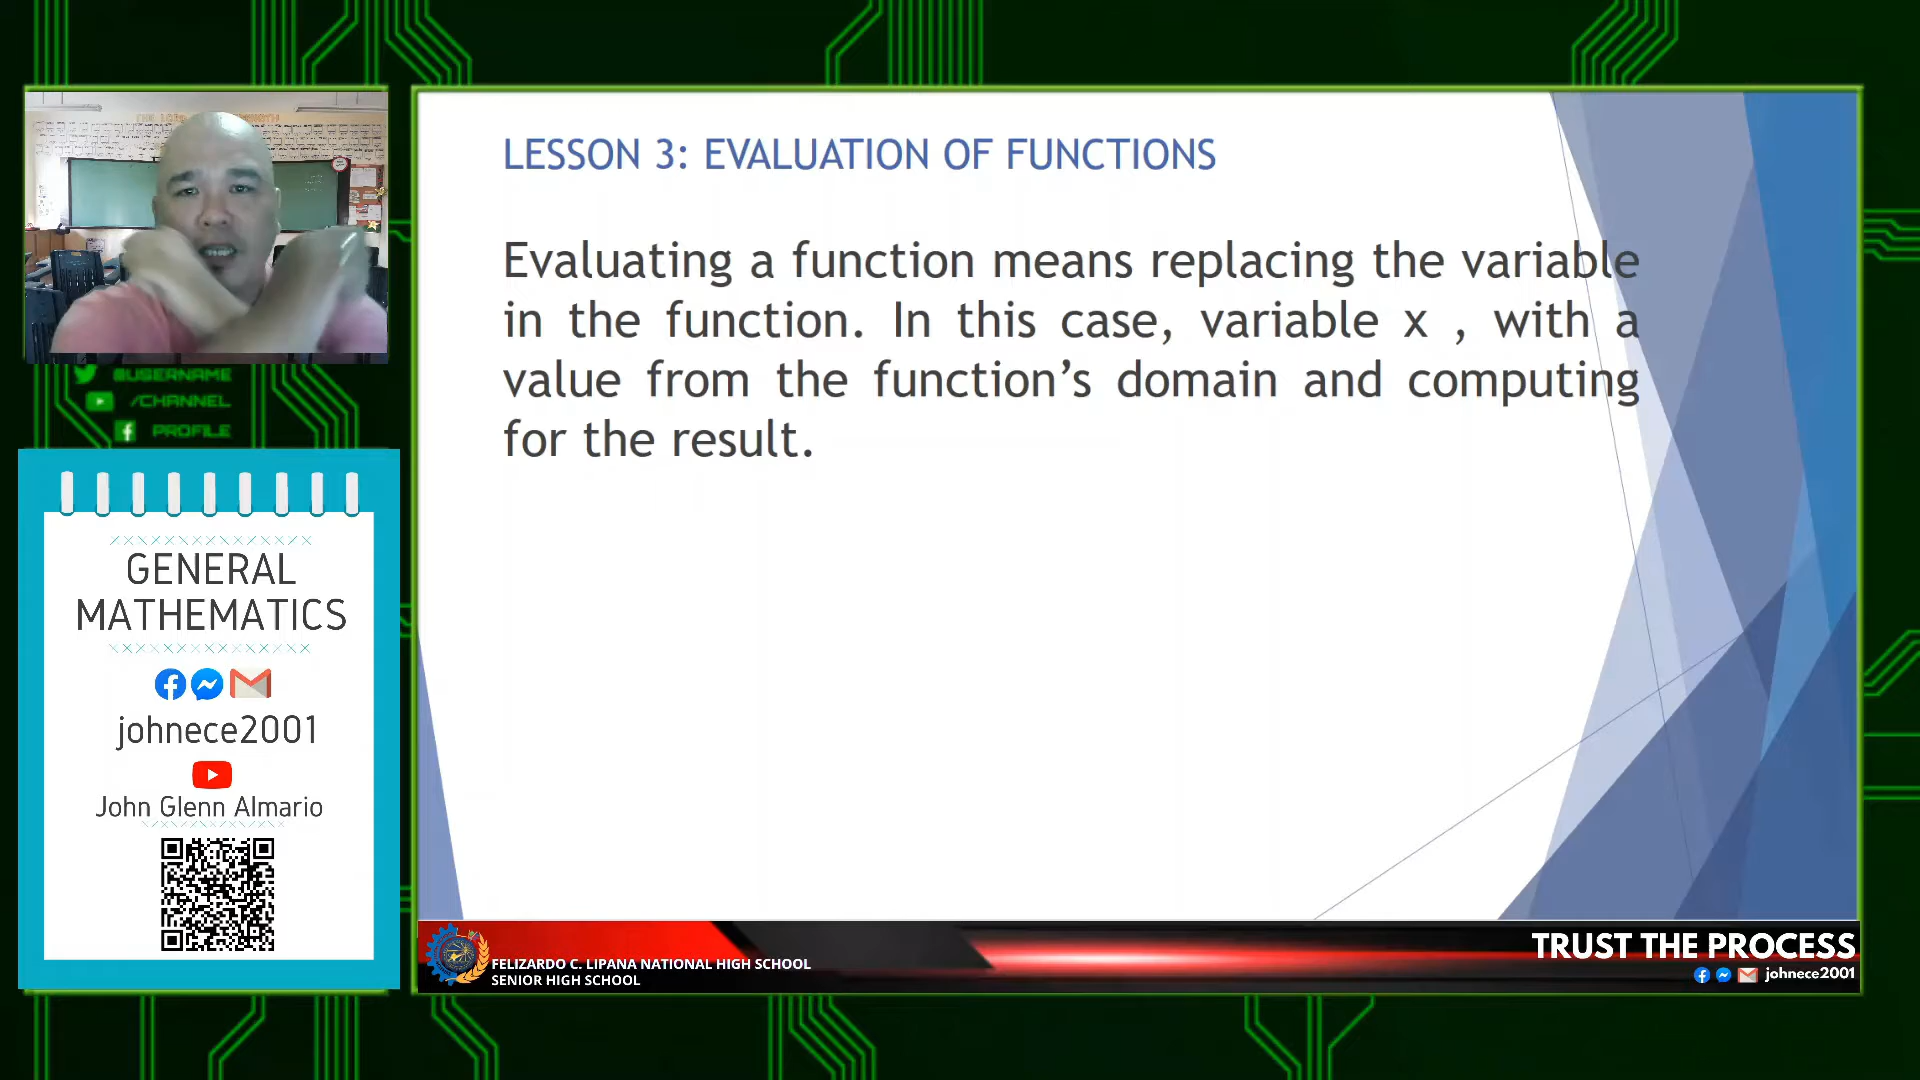 LESSON 3: EVALUATION OF FUNCTIONS
Evaluating a function means replacing the variable
in the function. In this case, variable x , with a
value from the function’s domain and computing
for the result.
@USERNAME
/CHANNEL
PROFILE
GENERAL
MATHEMATICS
johnece2001
John Glenn Almario
FELIZARDO C. LIPANA NATIONAL HIGH SCHOOL
SENIOR HIGH SCHOOL
TRUST THE PROCESS
johnece2001